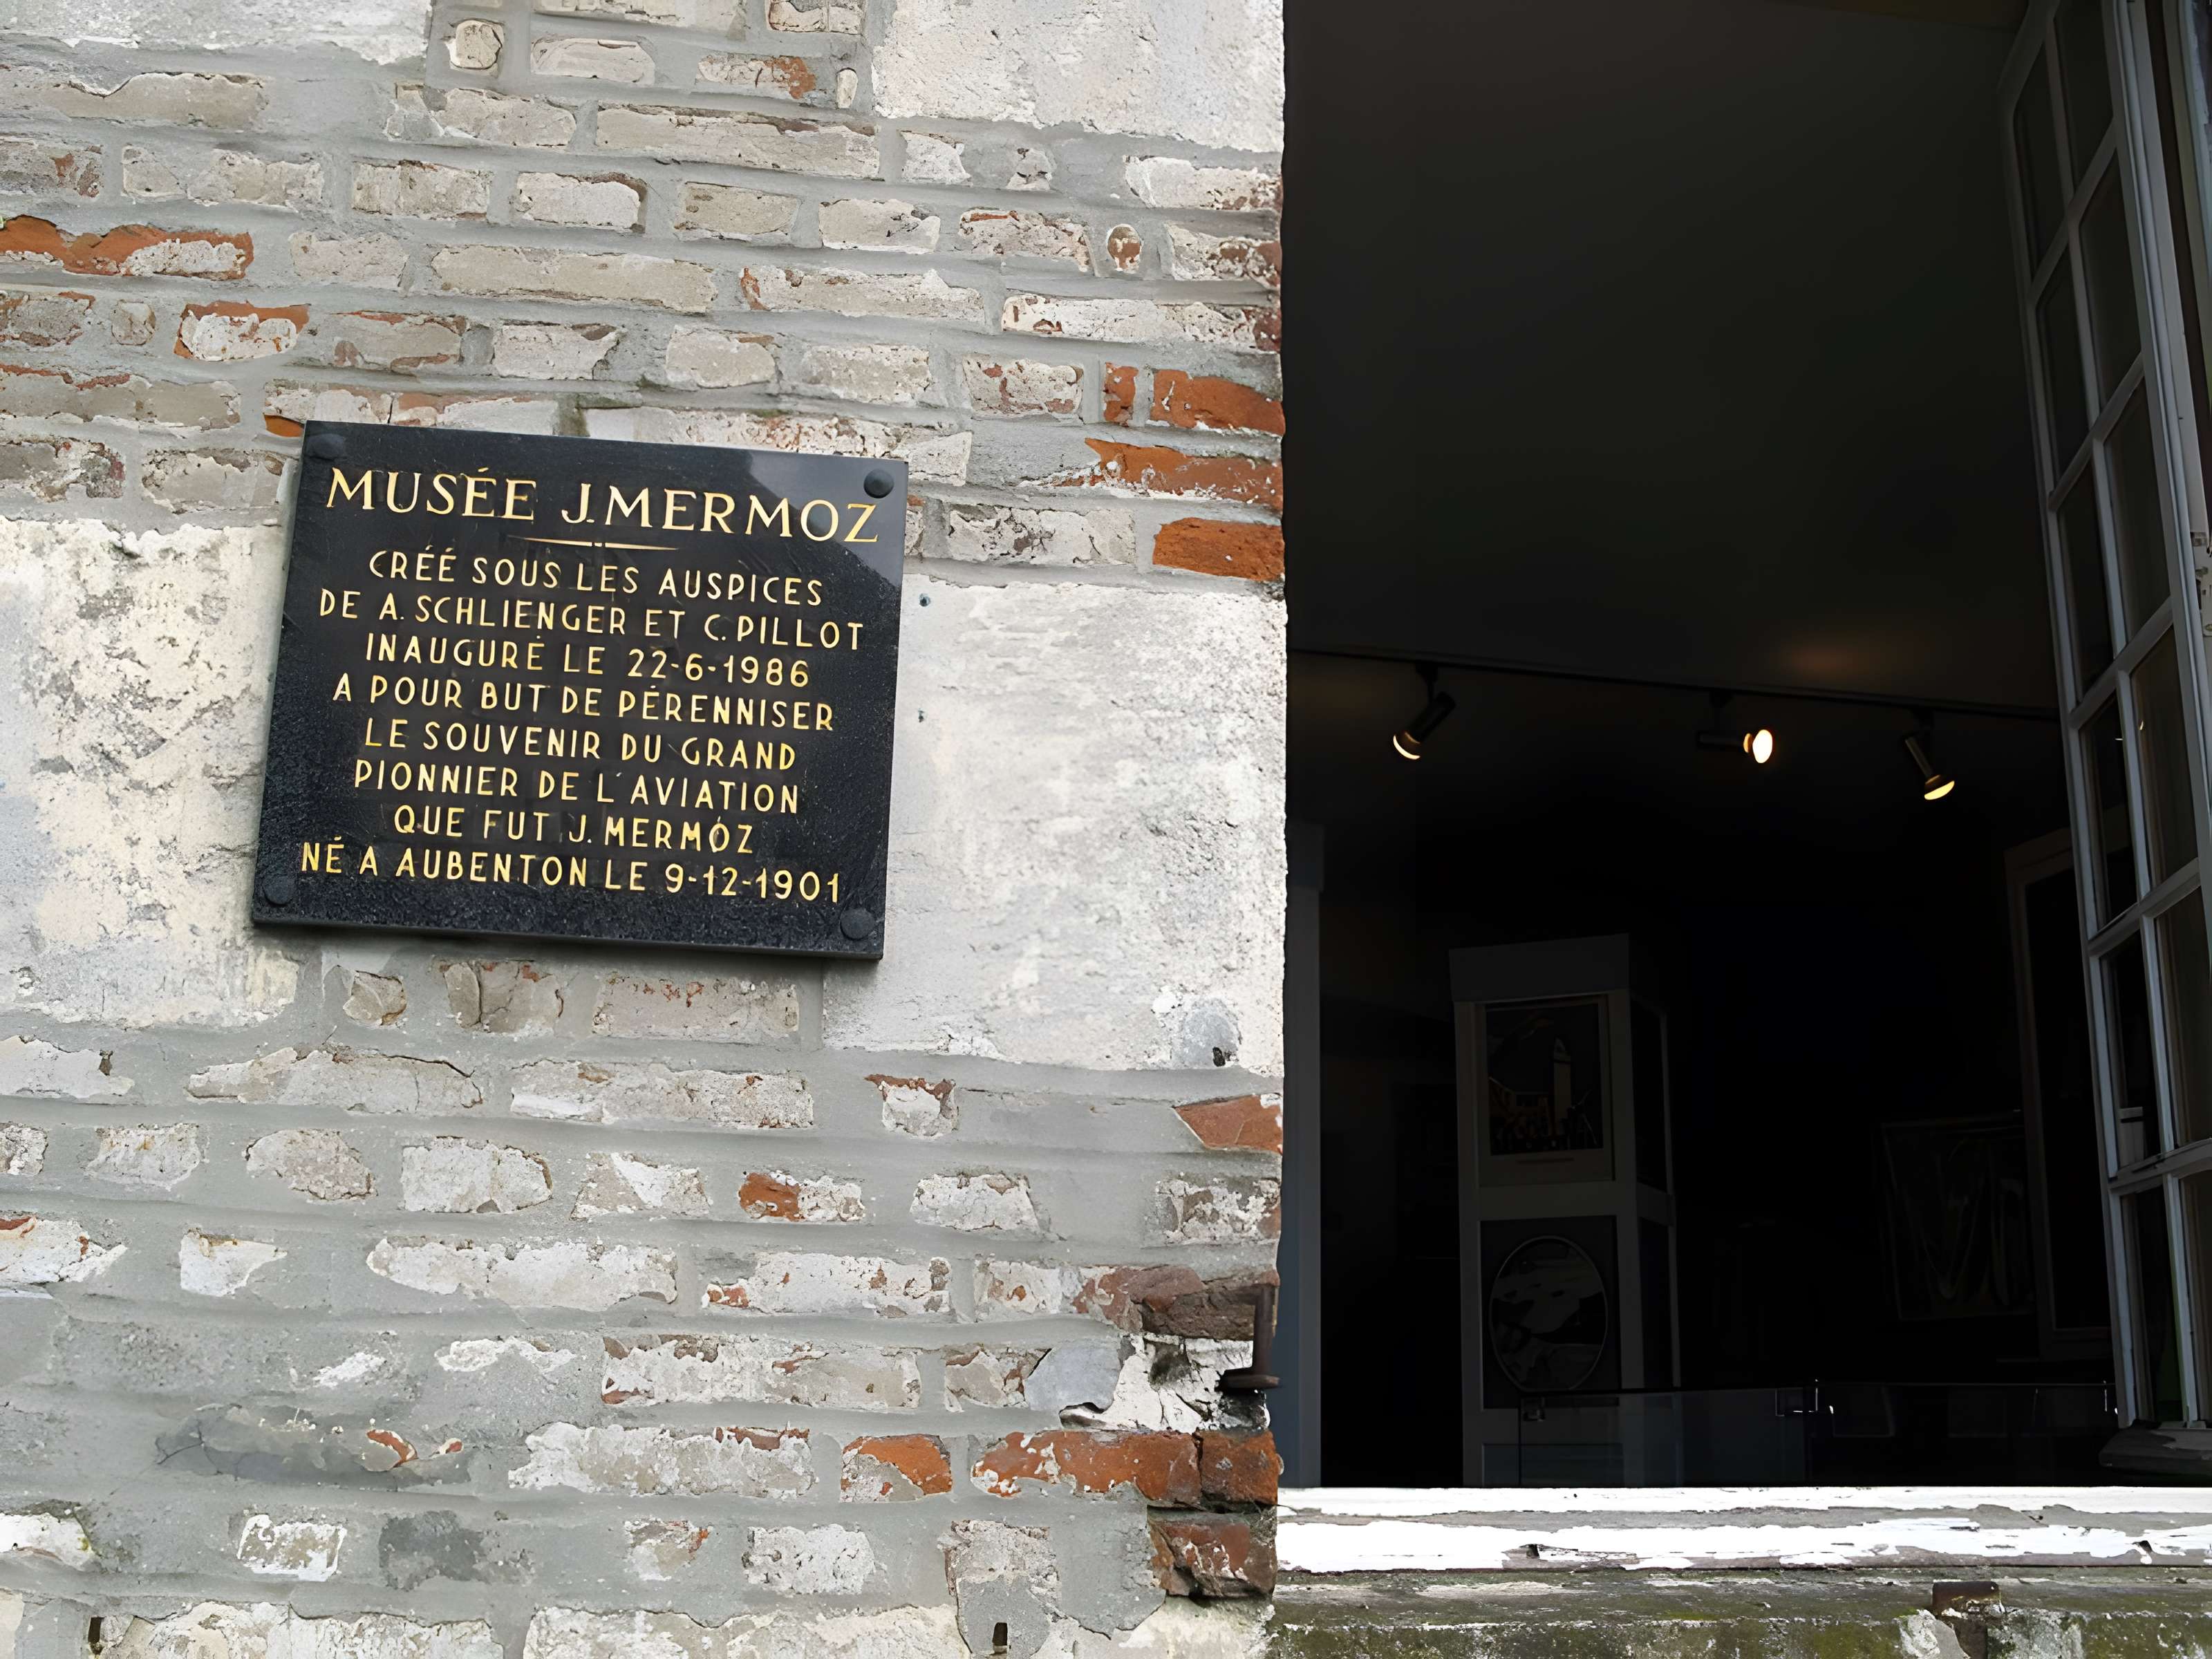 MUSÉE J.MERMOZ
CRÉÉ SOUS LES AUSPICES
DE A. SCHLIENGER ET C. PILLOT
INAUGURÉ LE 22-6-1986
A POUR BUT DE PÉRENNISER
LE SOUVENIR DU GRAND
PIONNIER DE L'AVIATION
QUE FUT J. MERMOZ
NÉ A AUBENTON LE 9-12-1901